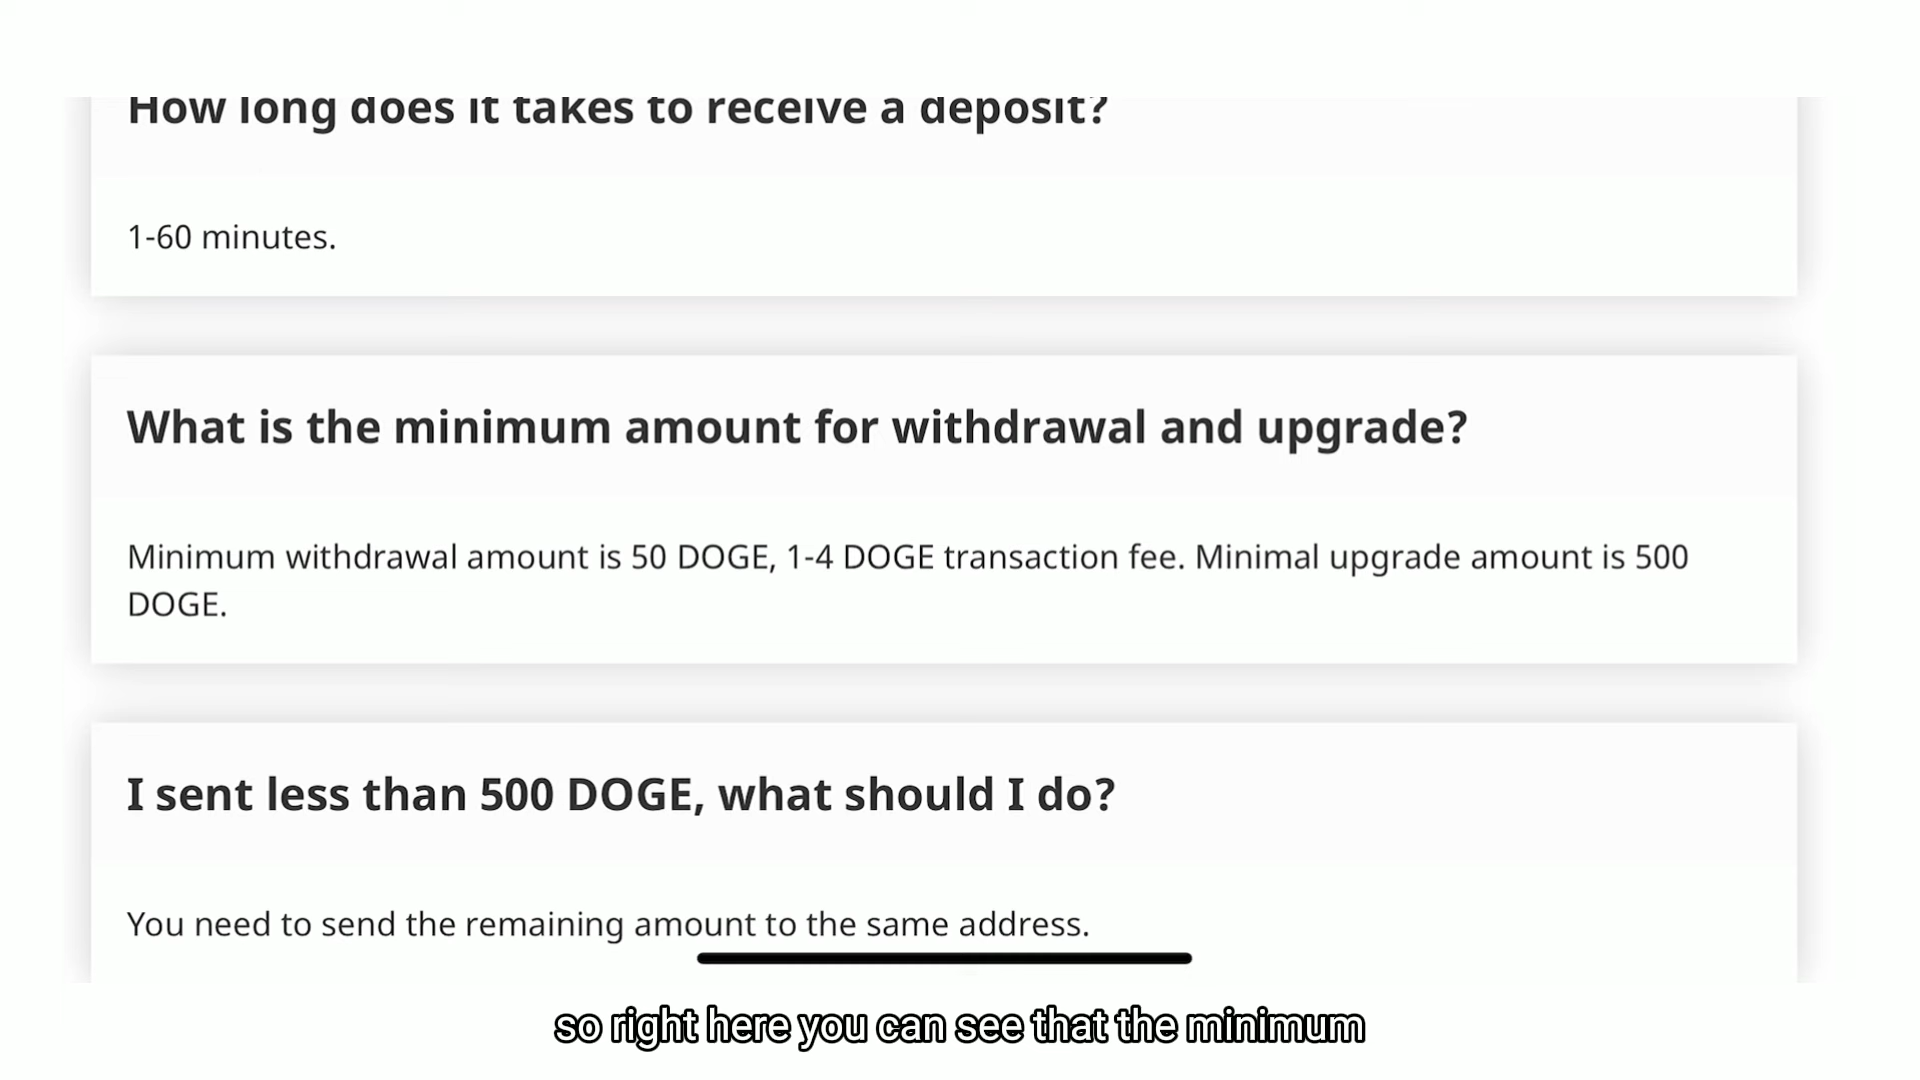 How long does it takes to receive a deposit?
1-60 minutes.
What is the minimum amount for withdrawal and upgrade?
Minimum withdrawal amount is 50 DOGE, 1-4 DOGE transaction fee. Minimal upgrade amount is 500
DOGE.
I sent less than 500 DOGE, what should I do?
You need to send the remaining amount to the same address.
so right here you can see that the minimum